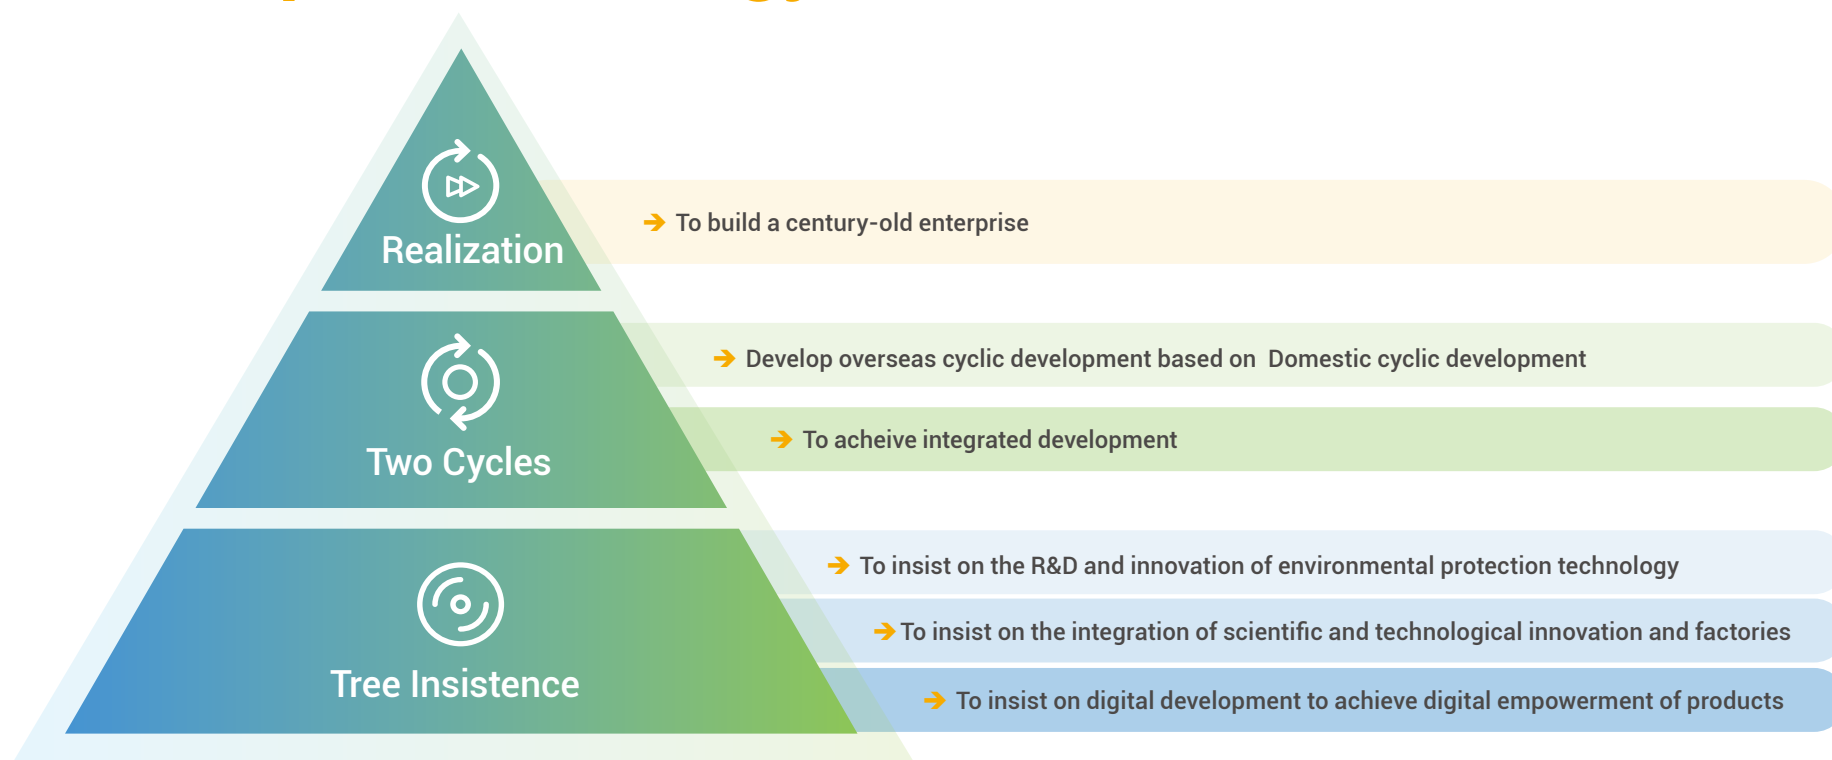 Realization
To build a century-old enterprise
Two Cycles
Develop overseas cyclic development based on Domestic cyclic development
To acheive integrated development
Tree Insistence
To insist on the R&D and innovation of environmental protection technology
To insist on the integration of scientific and technological innovation and factories
To insist on digital development to achieve digital empowerment of products